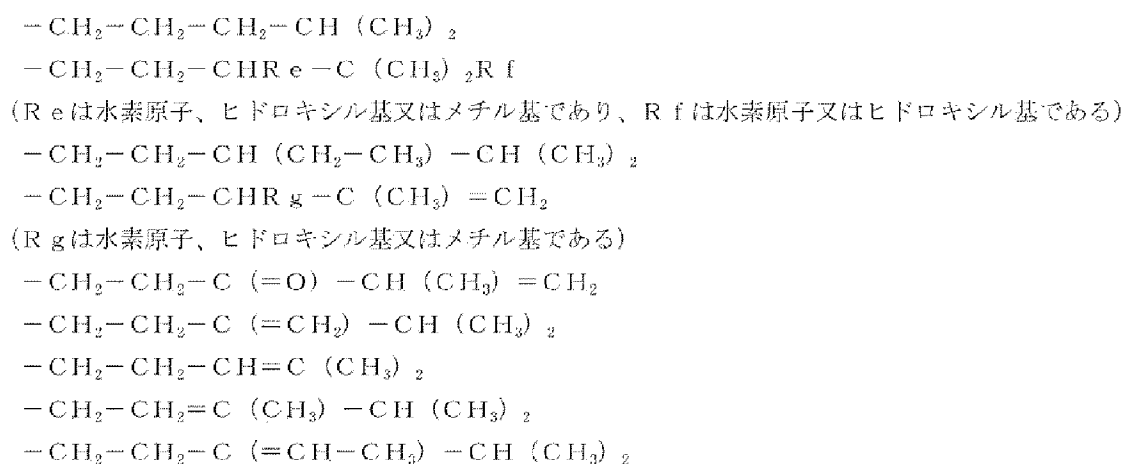 －CH₂－CH₂－CH₂－CH（CH₃）₂
－CH₂－CH₂－CHRe－C（CH₃）₂Rf
(Reは水素原子、ヒドロキシル基又はメチル基であり、Rfは水素原子又はヒドロキシル基である)
－CH₂－CH₂－CH（CH₂－CH₃）－CH（CH₃）₂
－CH₂－CH₂－CHRg－C（CH₃）＝CH₂
(Rgは水素原子、ヒドロキシル基又はメチル基である)
－CH₂－CH₂－C（＝O）－CH（CH₃）＝CH₂
－CH₂－CH₂－C（＝CH₂）－CH（CH₃）₂
－CH₂－CH₂－CH＝C（CH₃）₂
－CH₂－CH₂＝C（CH₃）－CH（CH₃）₂
－CH₂－CH₂－C（＝CH－CH₃）－CH（CH₃）₂